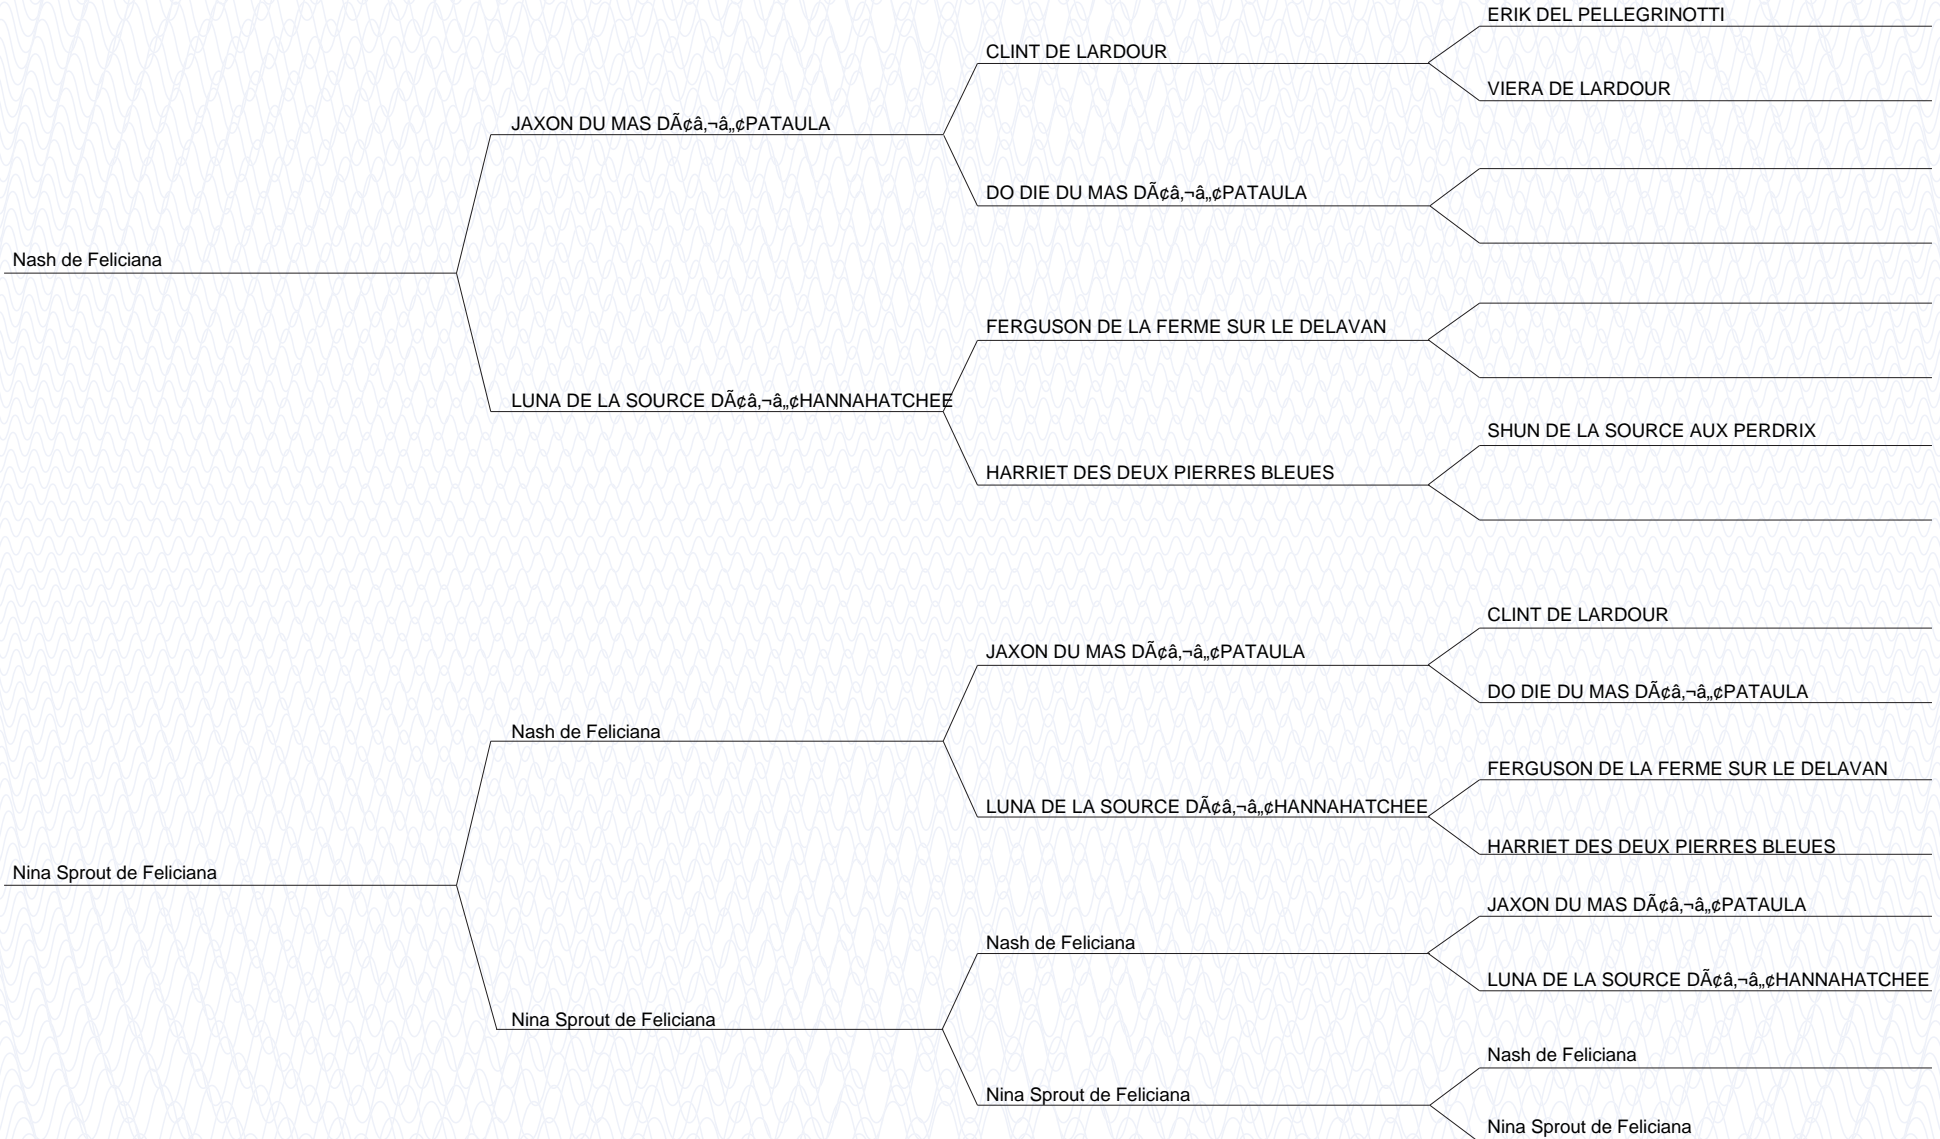 ERIK DEL PELLEGRINOTTI
CLINT DE LARDOUR
VIERA DE LARDOUR
JAXON DU MAS DÃ¢â‚¬â„¢PATAULA
DO DIE DU MAS DÃ¢â‚¬â„¢PATAULA
Nash de Feliciana
FERGUSON DE LA FERME SUR LE DELAVAN
LUNA DE LA SOURCE DÃ¢â‚¬â„¢HANNAHATCHEE
SHUN DE LA SOURCE AUX PERDRIX
HARRIET DES DEUX PIERRES BLEUES
CLINT DE LARDOUR
JAXON DU MAS DÃ¢â‚¬â„¢PATAULA
DO DIE DU MAS DÃ¢â‚¬â„¢PATAULA
Nash de Feliciana
FERGUSON DE LA FERME SUR LE DELAVAN
LUNA DE LA SOURCE DÃ¢â‚¬â„¢HANNAHATCHEE
HARRIET DES DEUX PIERRES BLEUES
Nina Sprout de Feliciana
JAXON DU MAS DÃ¢â‚¬â„¢PATAULA
Nash de Feliciana
LUNA DE LA SOURCE DÃ¢â‚¬â„¢HANNAHATCHEE
Nina Sprout de Feliciana
Nash de Feliciana
Nina Sprout de Feliciana
Nina Sprout de Feliciana